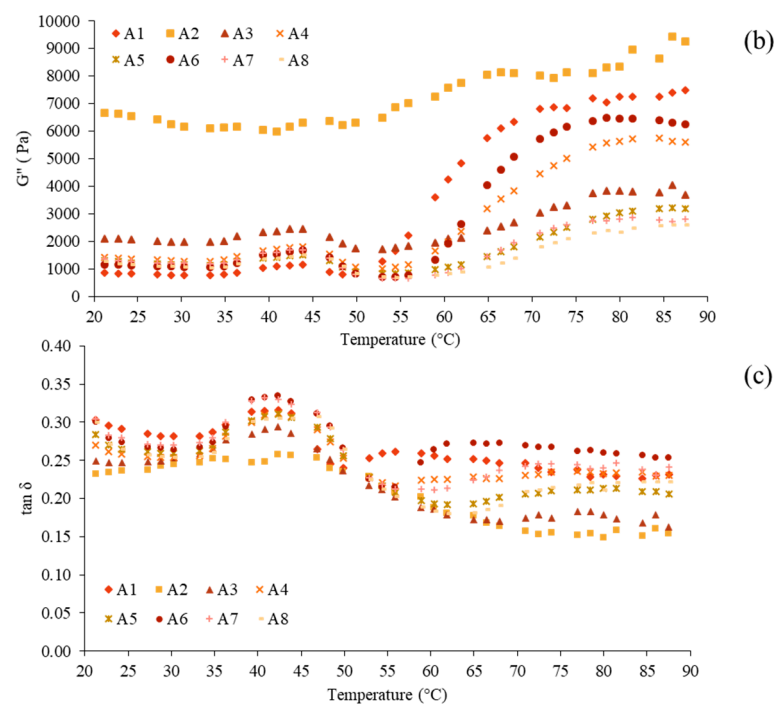 10000
9000
8000
7000
6000
5000
4000
3000
2000
1000
0
G" ( Pa)
A1 A2 A3 A4
A5 A6 A7 A8
(b)
21 25 30 35 40 45 50 55 60 65 70 75 80 85 90
Temperature (°C)
0.40
0.35
0.30
0.25
0.20
0.15
0.10
0.05
0.00
tan δ
(c)
A1 A2 A3 A4
A5 A6 A7 A8
20 25 30 35 40 45 50 55 60 65 70 75 80 85 90
Temperature (°C)